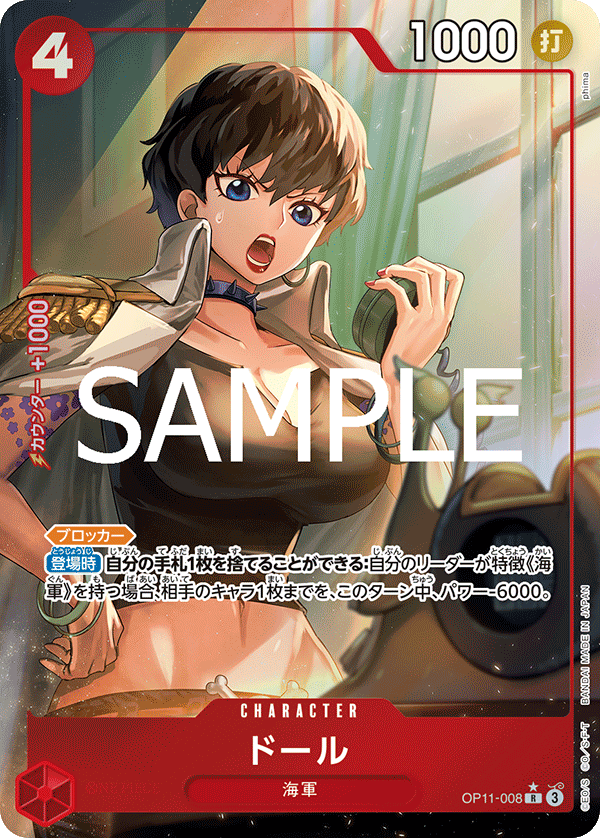 4
1000
打
phima
カウンター +1000
SAMPLE
ブロッカー
登場時 自分の手札1枚を捨てることができる:自分のリーダーが特徴《海
軍》を持つ場合、相手のキャラ1枚までを、このターン中、パワー-6000。
©E.O/S ©O/S・F・T BANDAI MADE IN JAPAN
CHARACTER
ドール
海軍
OP11-008 R 3